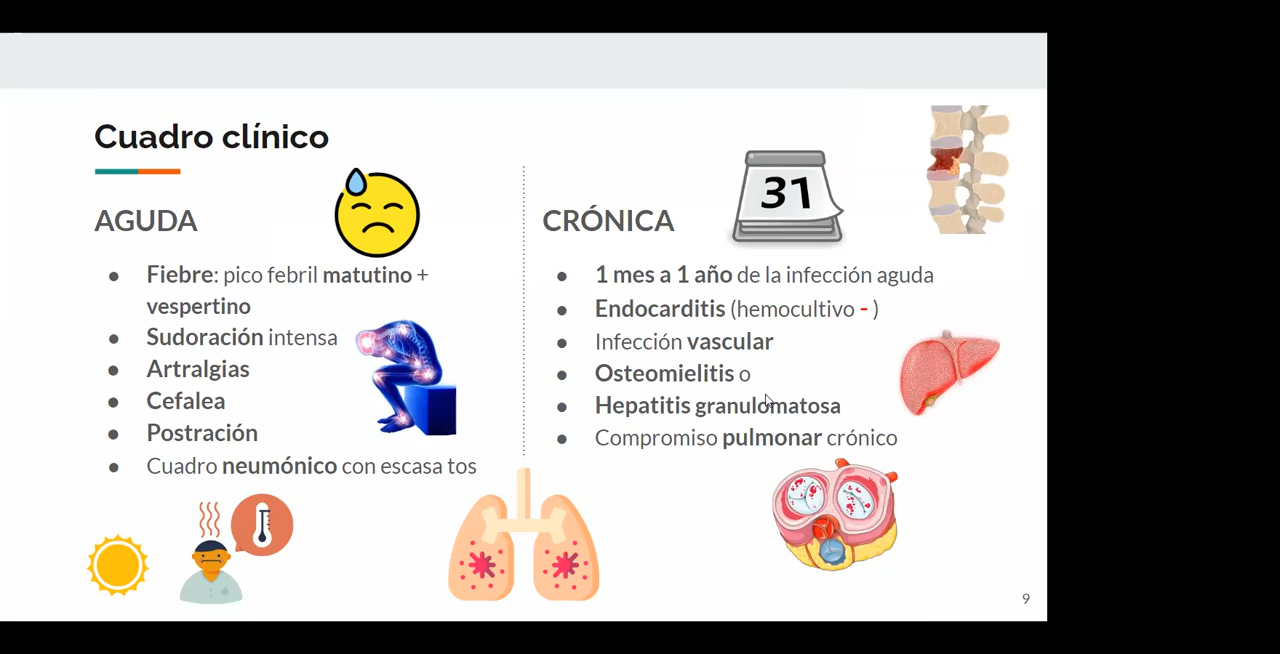 Cuadro clínico
AGUDA
Fiebre: pico febril matutino +
vespertino
Sudoración intensa
Artralgias
Cefalea
Postración
Cuadro neumónico con escasa tos
31
CRÓNICA
1 mes a 1 año de la infección aguda
Endocarditis (hemocultivo - )
Infección vascular
Osteomielitis o
Hepatitis granulomatosa
Compromiso pulmonar crónico
9